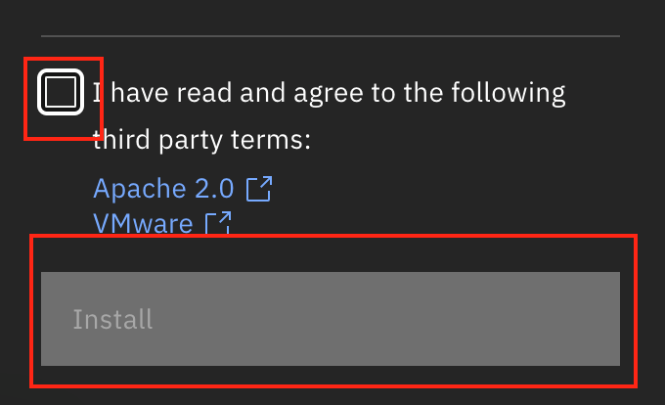 I have read and agree to the following
third party terms:
Apache 2.0
VMware
Install